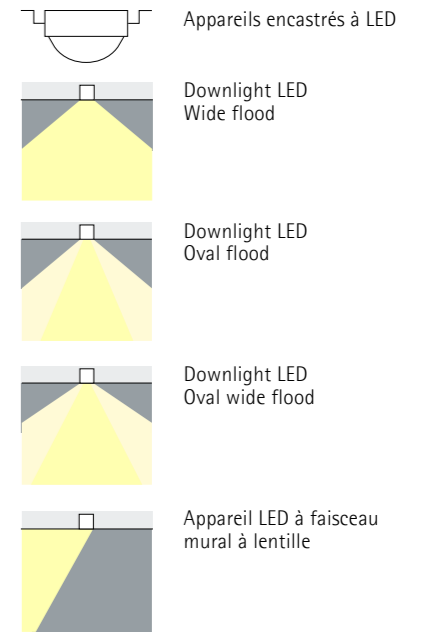 Appareils encastrés à LED
Downlight LED
Wide flood
Downlight LED
Oval flood
Downlight LED
Oval wide flood
Appareil LED à faisceau
mural à lentille